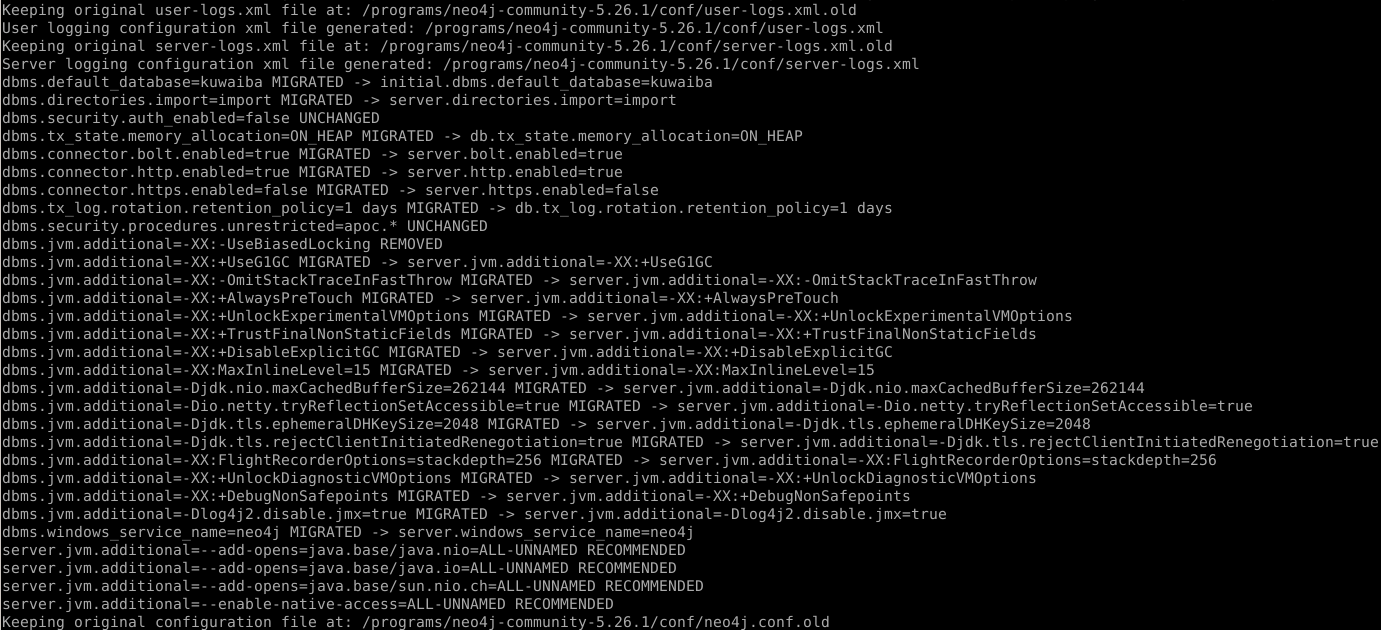 Keeping original user-logs.xml file at: /programs/neo4j-community-5.26.1/conf/user-logs.xml.old
User logging configuration xml file generated: /programs/neo4j-community-5.26.1/conf/user-logs.xml
Keeping original server-logs.xml file at: /programs/neo4j-community-5.26.1/conf/server-logs.xml.old
Server logging configuration xml file generated: /programs/neo4j-community-5.26.1/conf/server-logs.xml
dbms.default_database=kuwaiba MIGRATED -> initial.dbms.default_database=kuwaiba
dbms.directories.import=import MIGRATED -> server.directories.import=import
dbms.security.auth_enabled=false UNCHANGED
dbms.tx_state.memory_allocation=ON_HEAP MIGRATED -> db.tx_state.memory_allocation=ON_HEAP
dbms.connector.bolt.enabled=true MIGRATED -> server.bolt.enabled=true
dbms.connector.http.enabled=true MIGRATED -> server.http.enabled=true
dbms.connector.https.enabled=false MIGRATED -> server.https.enabled=false
dbms.tx_log.rotation.retention_policy=1 days MIGRATED -> db.tx_log.rotation.retention_policy=1 days
dbms.security.procedures.unrestricted=apoc.* UNCHANGED
dbms.jvm.additional=-XX:-UseBiasedLocking REMOVED
dbms.jvm.additional=-XX:+UseG1GC MIGRATED -> server.jvm.additional=-XX:+UseG1GC
dbms.jvm.additional=-XX:-OmitStackTraceInFastThrow MIGRATED -> server.jvm.additional=-XX:-OmitStackTraceInFastThrow
dbms.jvm.additional=-XX:+AlwaysPreTouch MIGRATED -> server.jvm.additional=-XX:+AlwaysPreTouch
dbms.jvm.additional=-XX:+UnlockExperimentalVMOptions MIGRATED -> server.jvm.additional=-XX:+UnlockExperimentalVMOptions
dbms.jvm.additional=-XX:+TrustFinalNonStaticFields MIGRATED -> server.jvm.additional=-XX:+TrustFinalNonStaticFields
dbms.jvm.additional=-XX:+DisableExplicitGC MIGRATED -> server.jvm.additional=-XX:+DisableExplicitGC
dbms.jvm.additional=-XX:MaxInlineLevel=15 MIGRATED -> server.jvm.additional=-XX:MaxInlineLevel=15
dbms.jvm.additional=-Djdk.nio.maxCachedBufferSize=262144 MIGRATED -> server.jvm.additional=-Djdk.nio.maxCachedBufferSize=262144
dbms.jvm.additional=-Dio.netty.tryReflectionSetAccessible=true MIGRATED -> server.jvm.additional=-Dio.netty.tryReflectionSetAccessible=true
dbms.jvm.additional=-Djdk.tls.ephemeralDHKeySize=2048 MIGRATED -> server.jvm.additional=-Djdk.tls.ephemeralDHKeySize=2048
dbms.jvm.additional=-Djdk.tls.rejectClientInitiatedRenegotiation=true MIGRATED -> server.jvm.additional=-Djdk.tls.rejectClientInitiatedRenegotiation=true
dbms.jvm.additional=-XX:FlightRecorderOptions=stackdepth=256 MIGRATED -> server.jvm.additional=-XX:FlightRecorderOptions=stackdepth=256
dbms.jvm.additional=-XX:+UnlockDiagnosticVMOptions MIGRATED -> server.jvm.additional=-XX:+UnlockDiagnosticVMOptions
dbms.jvm.additional=-XX:+DebugNonSafepoints MIGRATED -> server.jvm.additional=-XX:+DebugNonSafepoints
dbms.jvm.additional=-Dlog4j2.disable.jmx=true MIGRATED -> server.jvm.additional=-Dlog4j2.disable.jmx=true
dbms.windows_service_name=neo4j MIGRATED -> server.windows_service_name=neo4j
server.jvm.additional=--add-opens=java.base/java.nio=ALL-UNNAMED RECOMMENDED
server.jvm.additional=--add-opens=java.base/java.io=ALL-UNNAMED RECOMMENDED
server.jvm.additional=--add-opens=java.base/sun.nio.ch=ALL-UNNAMED RECOMMENDED
server.jvm.additional=--enable-native-access=ALL-UNNAMED RECOMMENDED
Keeping original configuration file at: /programs/neo4j-community-5.26.1/conf/neo4j.conf.old